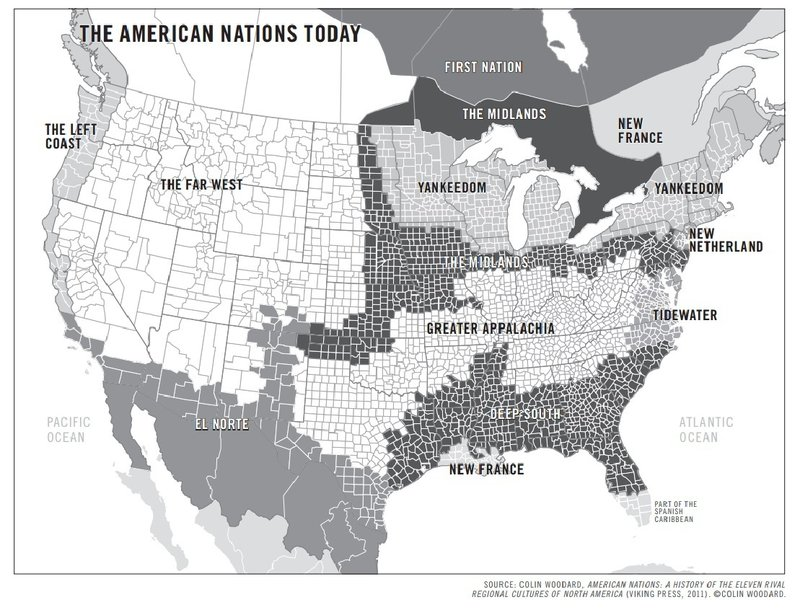 THE AMERICAN NATIONS TODAY
FIRST NATION
THE MIDLANDS
NEW
FRANCE
THE LEFT
COAST
THE FAR WEST
YANKEEDOM
YANKEEDOM
NEW
NETHERLAND
THE MIDLANDS
TIDEWATER
GREATER APPALACHIA
PACIFIC
OCEAN
EL NORTE
DEEP SOUTH
ATLANTIC
OCEAN
NEW FRANCE
PART OF THE
SPANISH
CARIBBEAN
SOURCE: COLIN WOODARD, AMERICAN NATIONS: A HISTORY OF THE ELEVEN RIVAL
REGIONAL CULTURES OF NORTH AMERICA (VIKING PRESS, 2011). ©COLIN WOODARD.